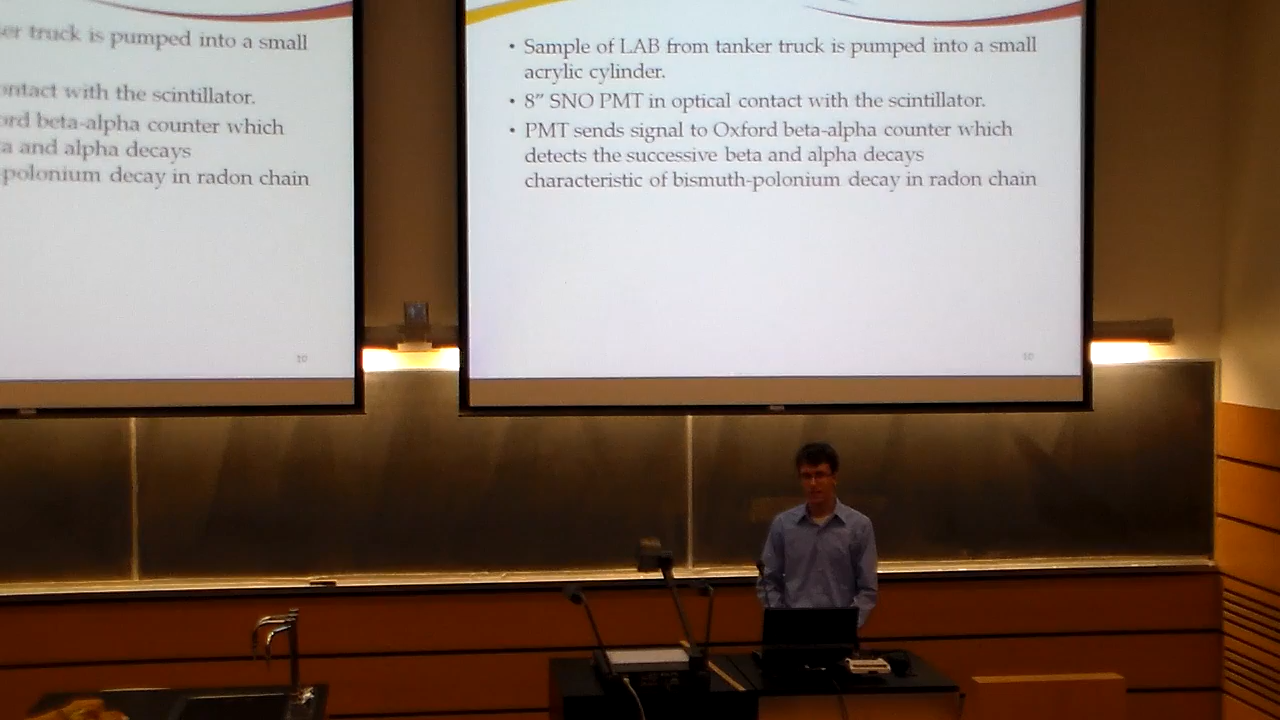 er truck is pumped into a small
ontact with the scintillator.
ord beta-alpha counter which
a and alpha decays
polonium decay in radon chain
10
• Sample of LAB from tanker truck is pumped into a small
acrylic cylinder.
• 8″ SNO PMT in optical contact with the scintillator.
• PMT sends signal to Oxford beta-alpha counter which
detects the successive beta and alpha decays
characteristic of bismuth-polonium decay in radon chain
10